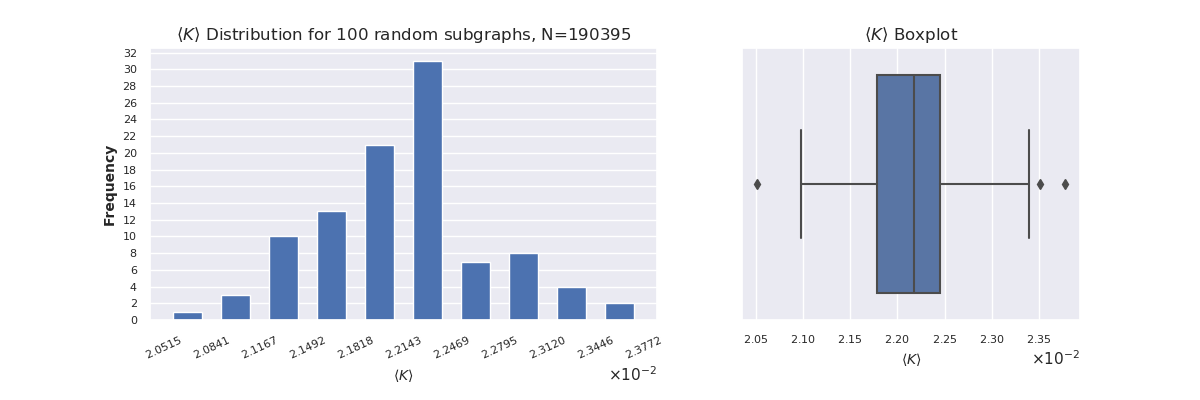 ⟨K⟩ Distribution for 100 random subgraphs, N=190395
Frequency
32
30
28
26
24
22
20
18
16
14
12
10
8
6
4
2
0
2.0515 2.0841 2.1167 2.1492 2.1818 2.2143 2.2469 2.2795 2.3120 2.3446 2.3772
×10⁻²
⟨K⟩
⟨K⟩ Boxplot
2.05 2.10 2.15 2.20 2.25 2.30 2.35
×10⁻²
⟨K⟩